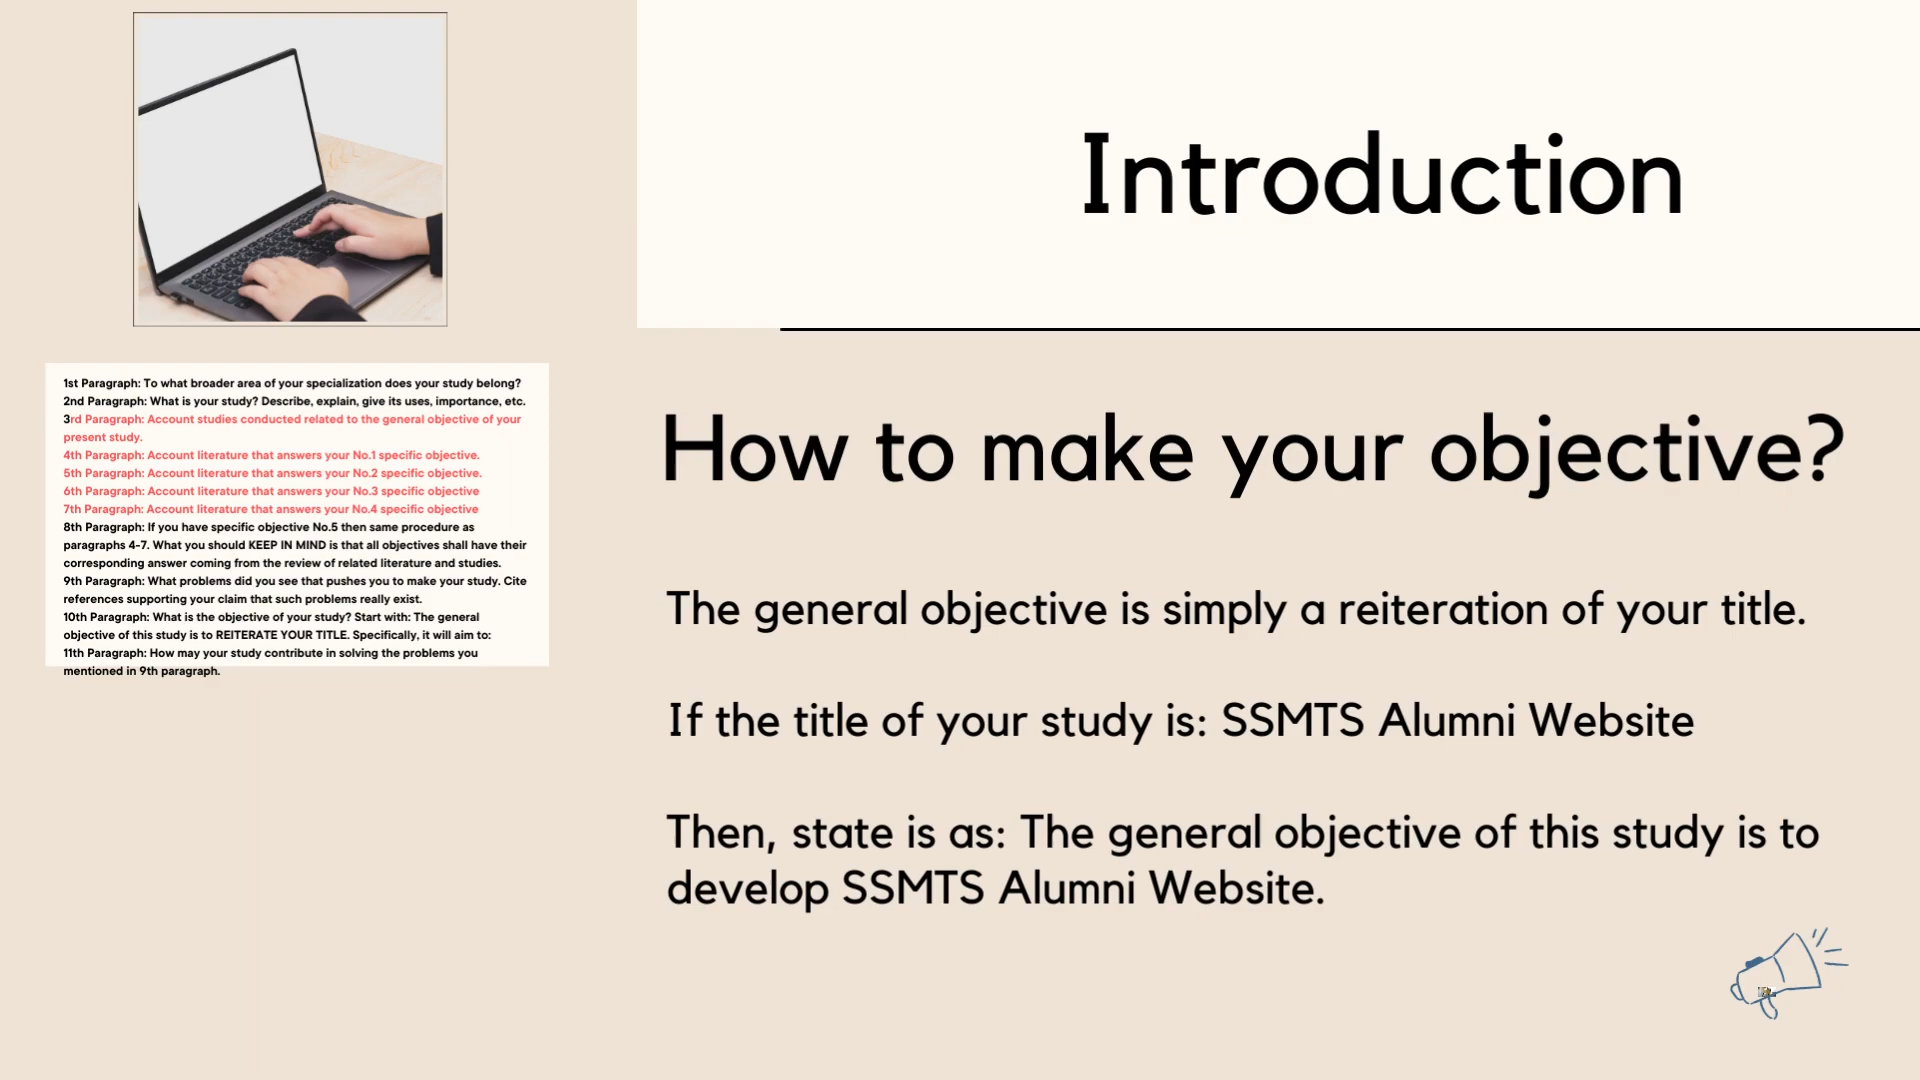 Introduction
1st Paragraph: To what broader area of your specialization does your study belong?
2nd Paragraph: What is your study? Describe, explain, give its uses, importance, etc.
3rd Paragraph: Account studies conducted related to the general objective of your
present study.
4th Paragraph: Account literature that answers your No.1 specific objective.
5th Paragraph: Account literature that answers your No.2 specific objective.
6th Paragraph: Account literature that answers your No.3 specific objective
7th Paragraph: Account literature that answers your No.4 specific objective
8th Paragraph: If you have specific objective No.5 then same procedure as
paragraphs 4-7. What you should KEEP IN MIND is that all objectives shall have their
corresponding answer coming from the review of related literature and studies.
9th Paragraph: What problems did you see that pushes you to make your study. Cite
references supporting your claim that such problems really exist.
10th Paragraph: What is the objective of your study? Start with: The general
objective of this study is to REITERATE YOUR TITLE. Specifically, it will aim to:
11th Paragraph: How may your study contribute in solving the problems you
mentioned in 9th paragraph.
How to make your objective?
The general objective is simply a reiteration of your title.
If the title of your study is: SSMTS Alumni Website
Then, state is as: The general objective of this study is to
develop SSMTS Alumni Website.